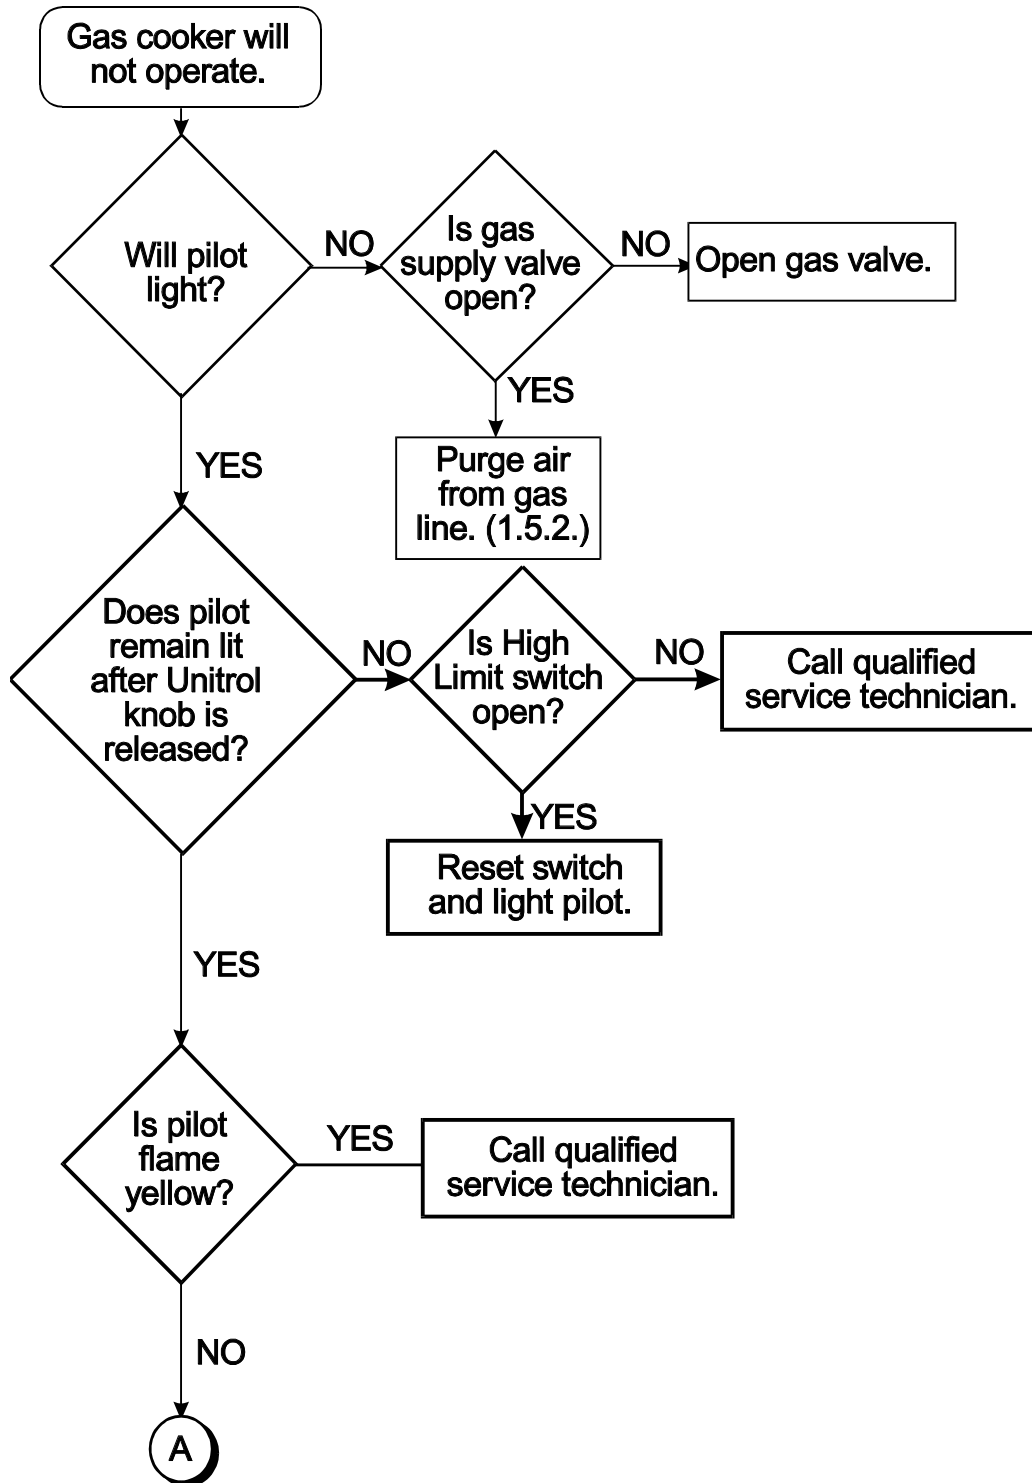 Gas cooker will
not operate.
Will pilot
light?
NO
Is gas
supply valve
open?
NO
Open gas valve.
YES
Purge air
from gas
line. (1.5.2.)
YES
Does pilot
remain lit
after Unitrol
knob is
released?
NO
Is High
Limit switch
open?
NO
Call qualified
service technician.
YES
Reset switch
and light pilot.
YES
Is pilot
flame
yellow?
YES
Call qualified
service technician.
NO
A